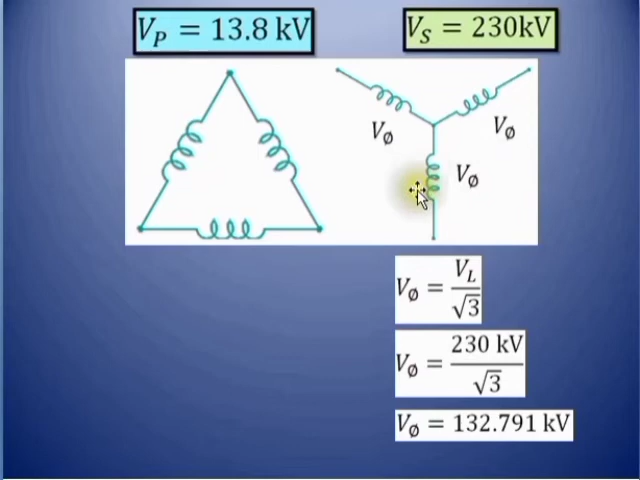 V_P = 13.8 kV
V_S = 230kV
V_ø
V_ø
V_ø
V_ø = V_L / √3
V_ø = 230 kV / √3
V_ø = 132.791 kV